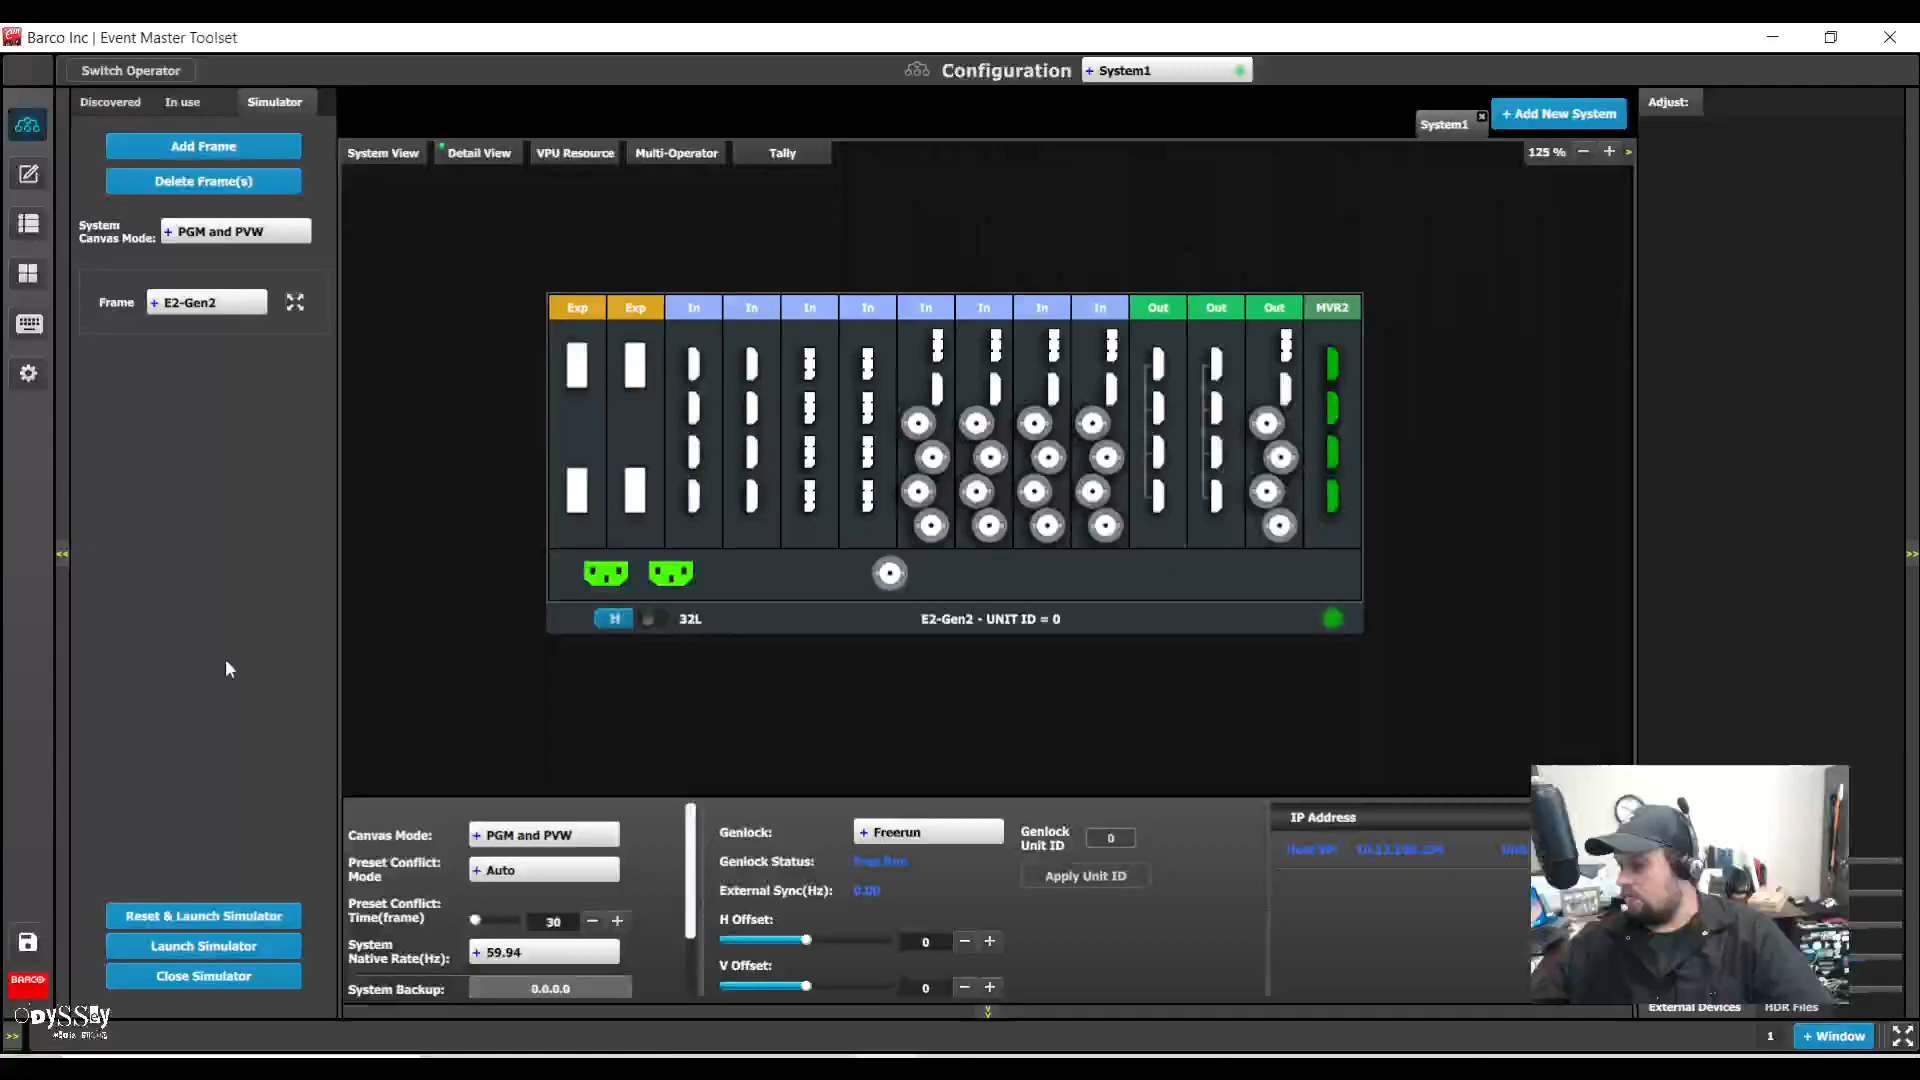 Barco Inc | Event Master Toolset
Switch Operator
Configuration
+ System1
Discovered
In use
Simulator
Adjust:
System1
+ Add New System
Add Frame
Delete Frame(s)
System View
Detail View
VPU Resource
Multi-Operator
Tally
125 %
System
Canvas Mode:
+ PGM and PVW
Frame
+ E2-Gen2
Exp
Exp
In
In
In
In
In
In
In
In
Out
Out
Out
MVR2
H
32L
E2-Gen2 - UNIT ID = 0
Reset & Launch Simulator
Launch Simulator
Close Simulator
Canvas Mode:
+ PGM and PVW
Preset Conflict:
Mode
+ Auto
Preset Conflict:
Time(frame)
30
System
Native Rate(Hz):
+ 59.94
System Backup:
0.0.0.0
Genlock:
+ Freerun
Genlock
Unit ID
0
Genlock Status:
Free Run
Apply Unit ID
External Sync(Hz):
0.00
H Offset:
0
V Offset:
0
IP Address
External Devices
HDR Files
BARCO
ODYSSEY
1
+ Window